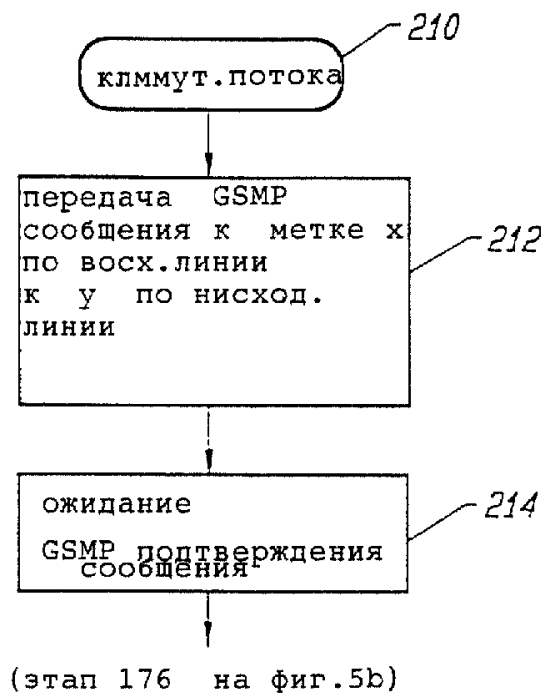 210
клммут.потока
передача GSMP
сообщения к метке x
по восх.линии
к y по нисход.
линии
212
ожидание
GSMP подтверждения
сообщения
214
(этап 176 на фиг.5b)